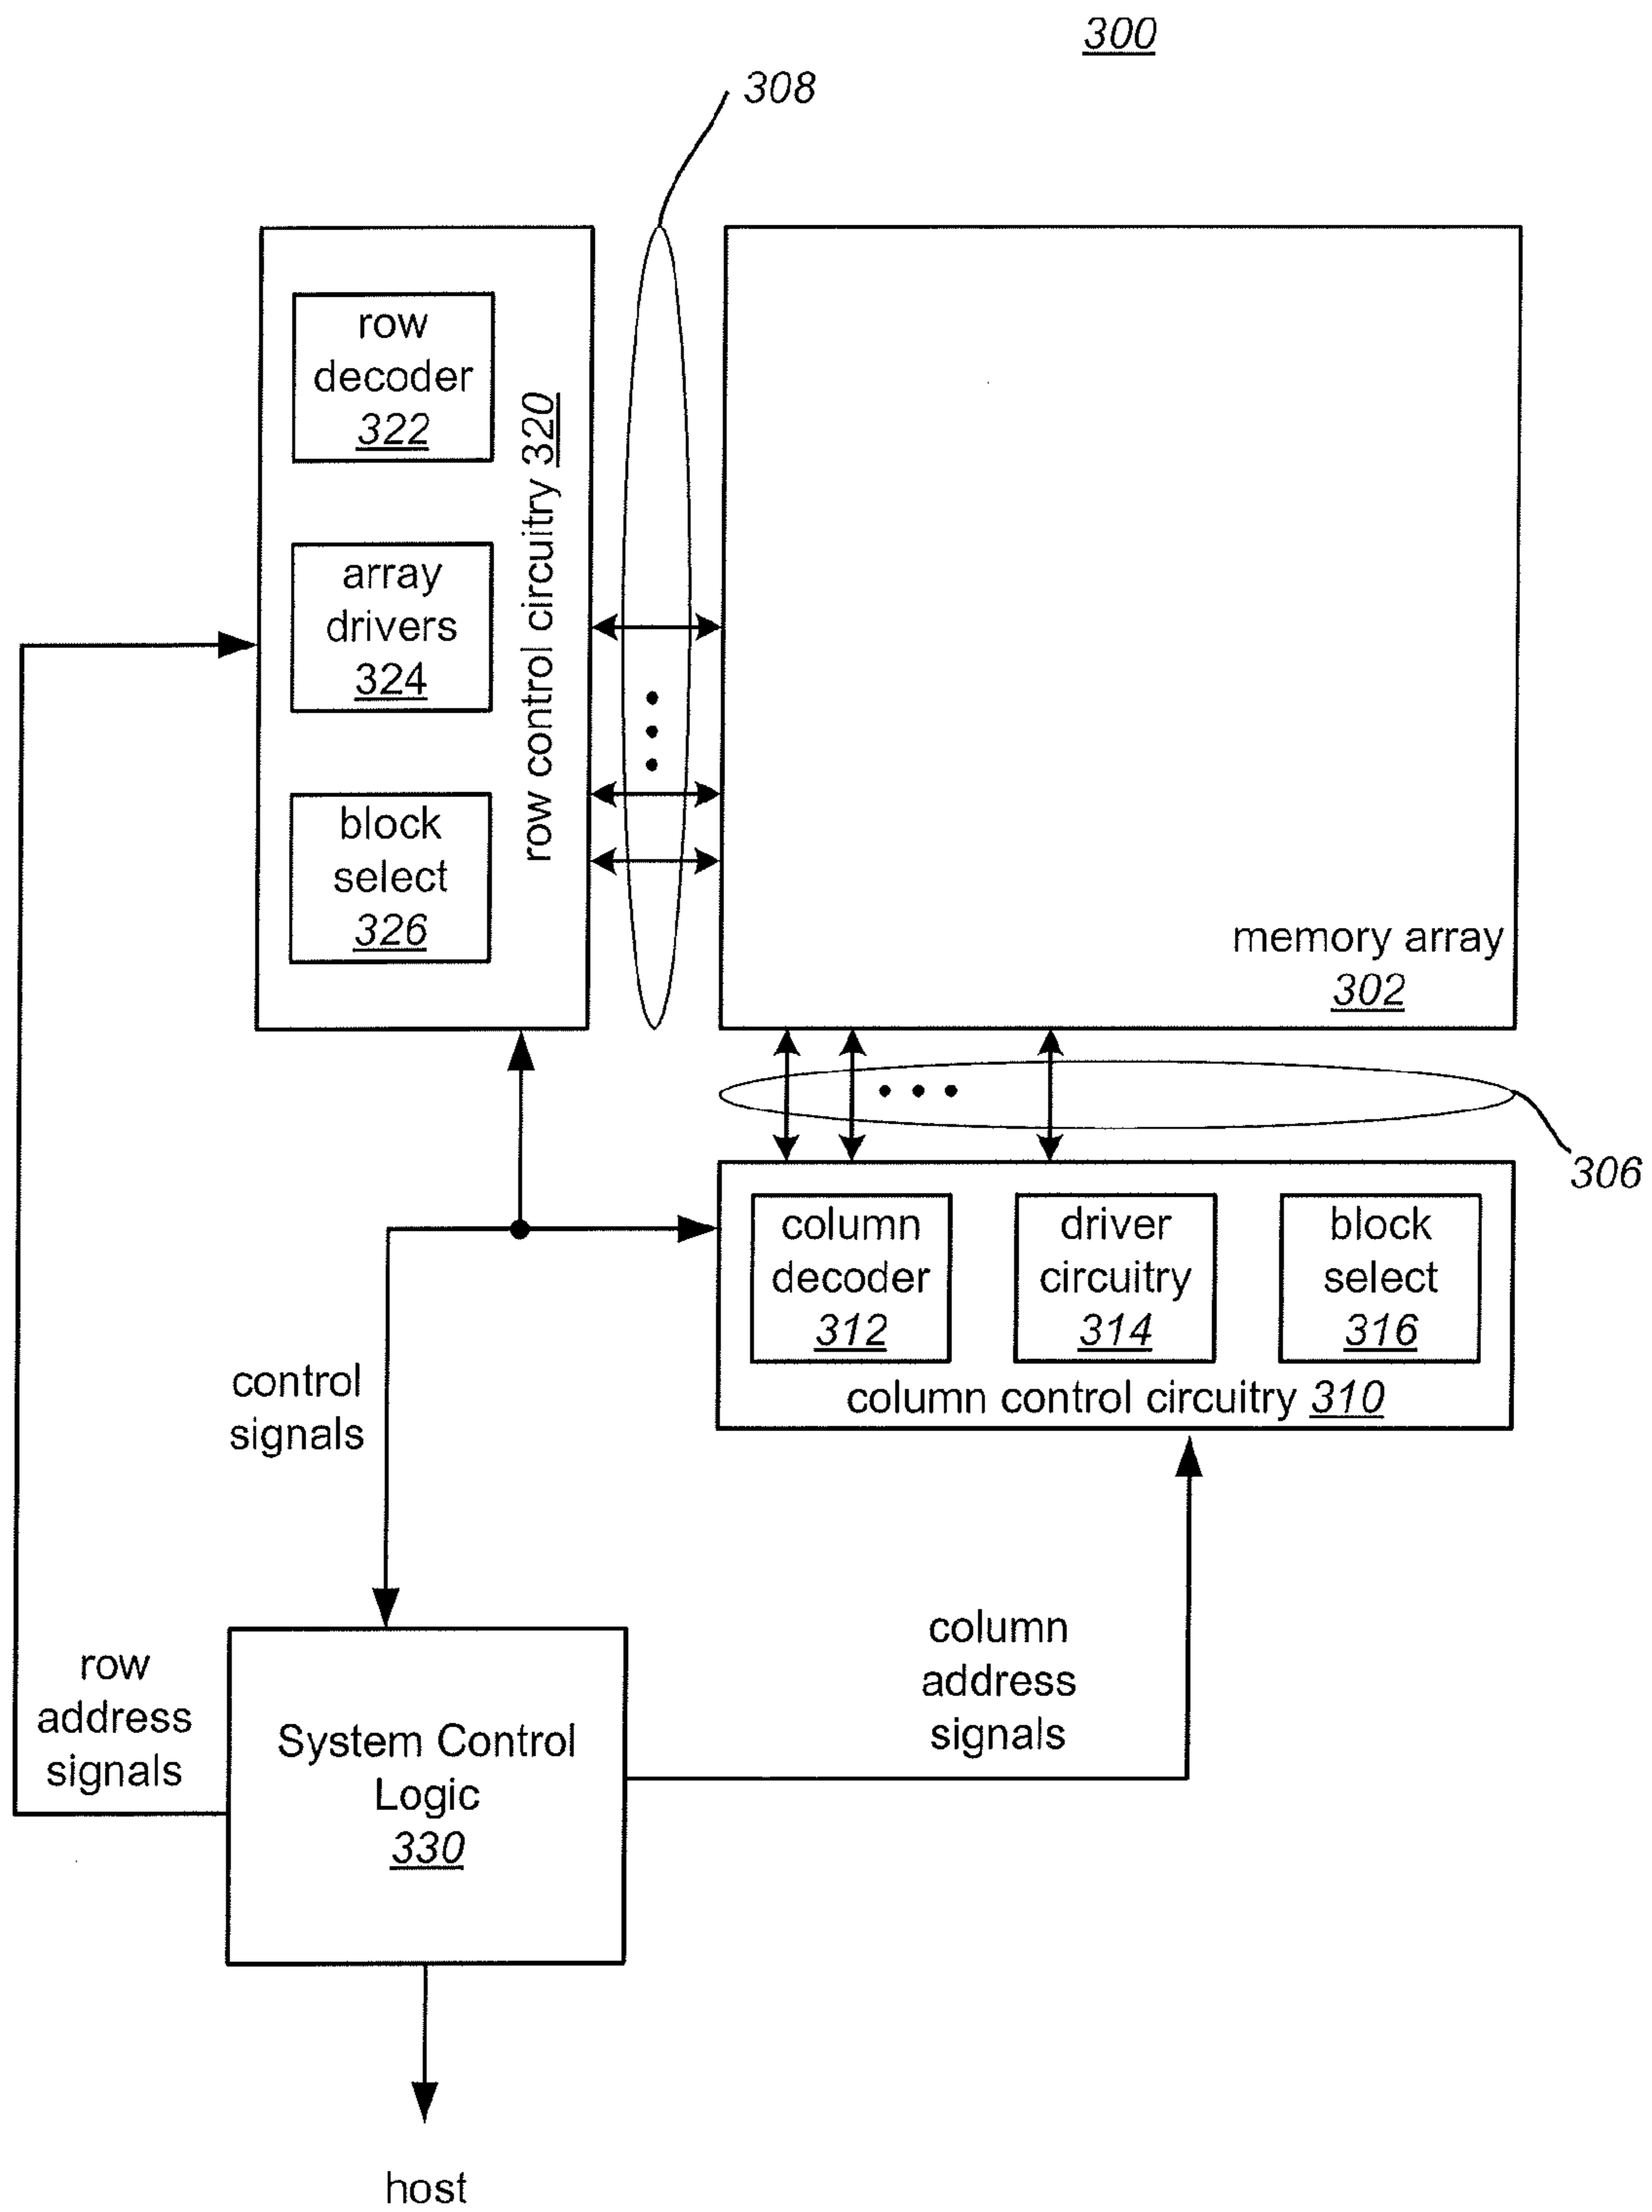 300
308
row
decoder
322
array
drivers
324
block
select
326
row control circuitry 320
memory array
302
306
column
decoder
312
driver
circuitry
314
block
select
316
column control circuitry 310
control
signals
row
address
signals
column
address
signals
System Control
Logic
330
host